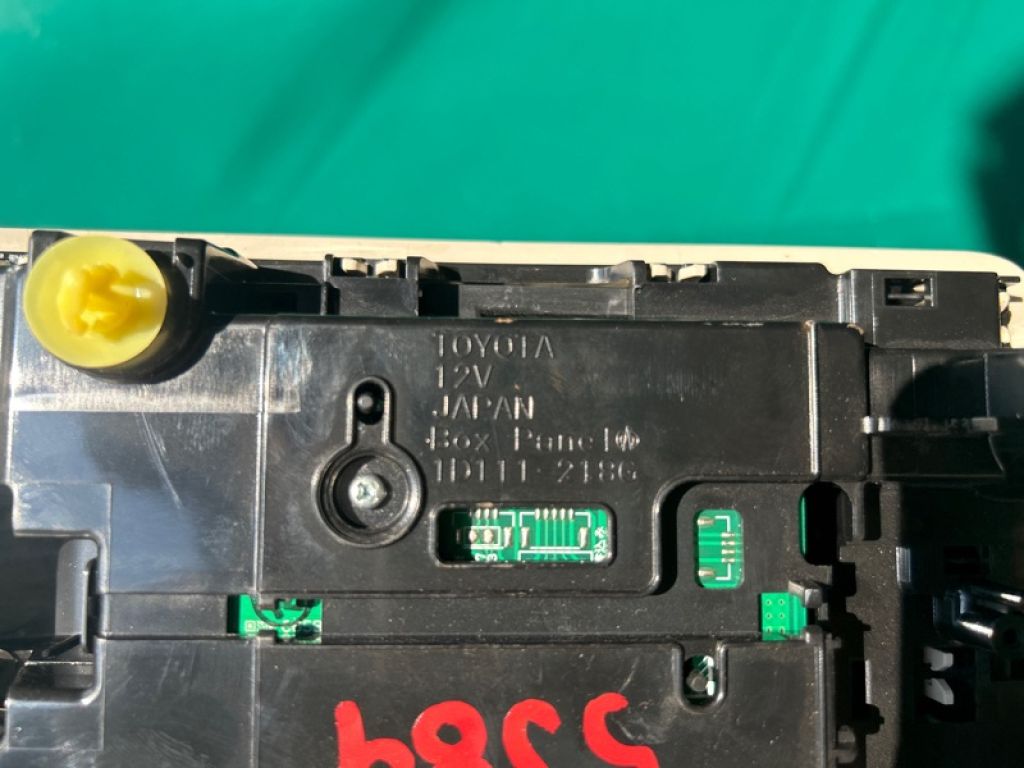 TOYOTA
12V
JAPAN
Box Panel
1D111-218G